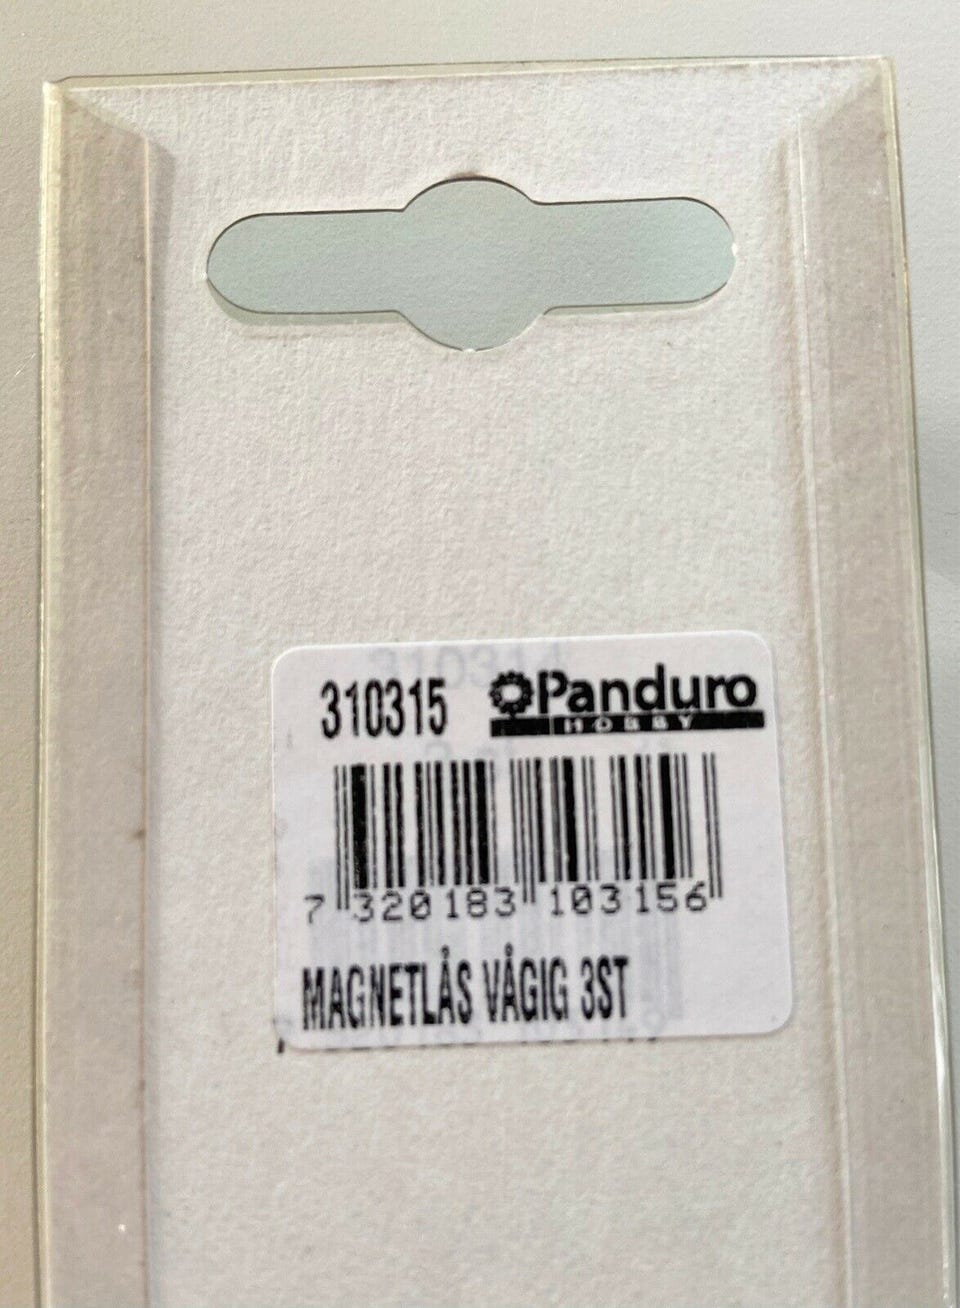 310315 Panduro
HOBBY
7 320183 103156
MAGNETLÅS VÅGIG 3ST